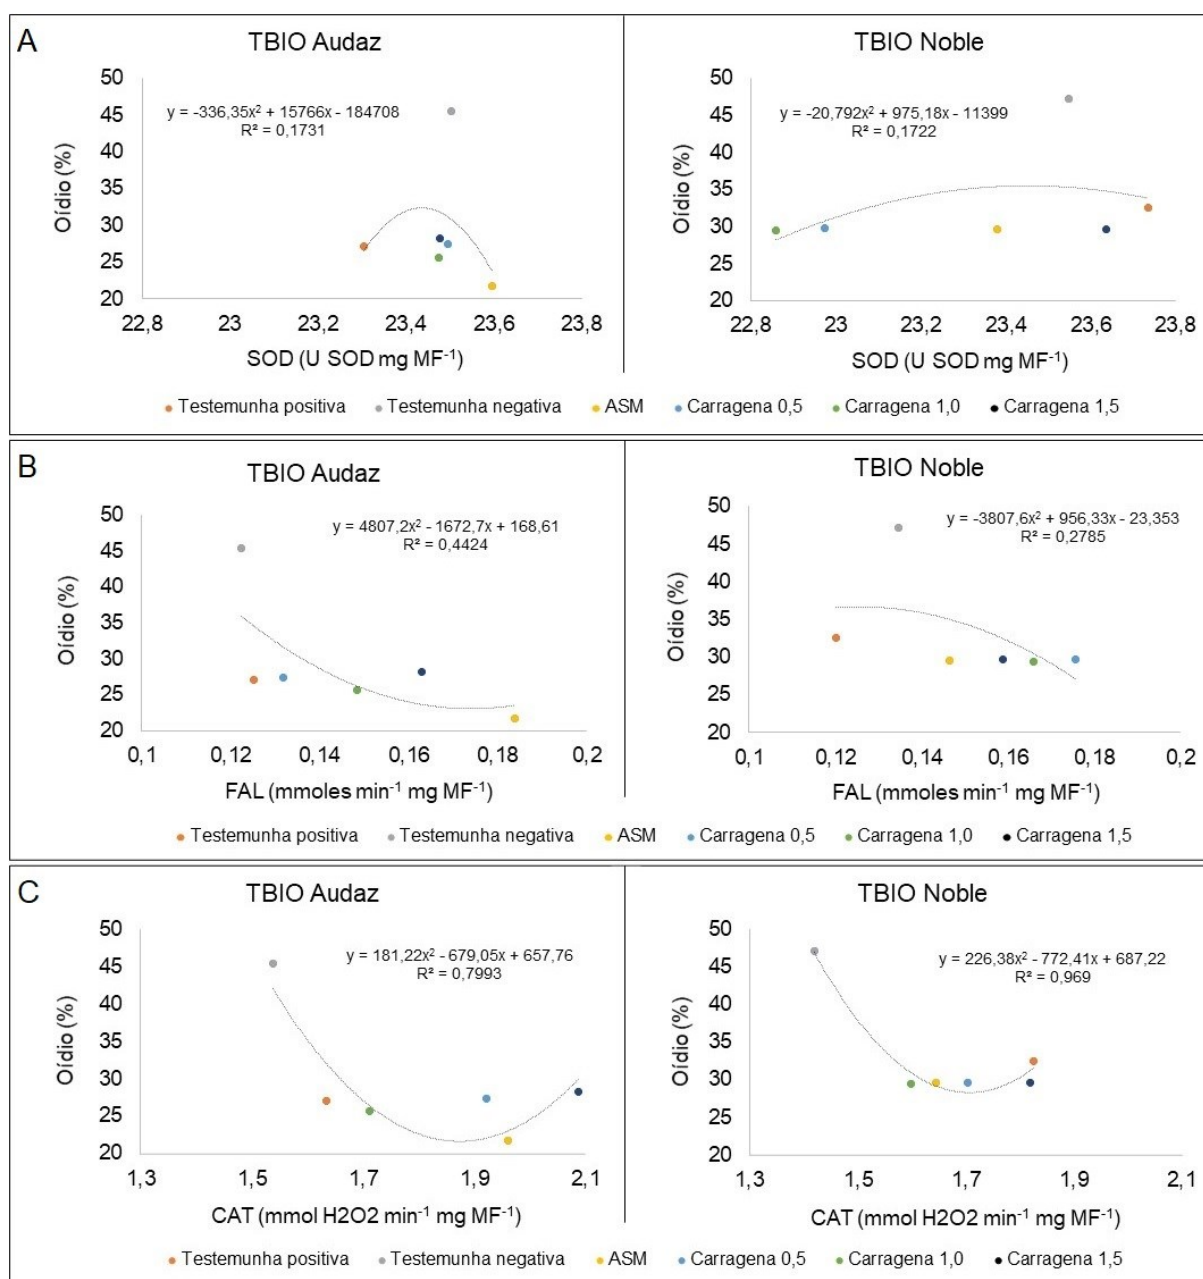 A
TBIO Audaz
50
45
40
35
30
25
20
Oídio (%)
y = -336,35x² + 15766x - 184708
R² = 0,1731
22,8 23 23,2 23,4 23,6 23,8
SOD (U SOD mg MF⁻¹)
TBIO Noble
50
45
40
35
30
25
20
Oídio (%)
y = -20,792x² + 975,18x - 11399
R² = 0,1722
22,8 23 23,2 23,4 23,6 23,8
SOD (U SOD mg MF⁻¹)
Testemunha positiva Testemunha negativa ASM Carragena 0,5 Carragena 1,0 Carragena 1,5
B
TBIO Audaz
50
45
40
35
30
25
20
Oídio (%)
y = 4807,2x² - 1672,7x + 168,61
R² = 0,4424
0,1 0,12 0,14 0,16 0,18 0,2
FAL (mmoles min⁻¹ mg MF⁻¹)
TBIO Noble
50
45
40
35
30
25
20
Oídio (%)
y = -3807,6x² + 956,33x - 23,353
R² = 0,2785
0,1 0,12 0,14 0,16 0,18 0,2
FAL (mmoles min⁻¹ mg MF⁻¹)
Testemunha positiva Testemunha negativa ASM Carragena 0,5 Carragena 1,0 Carragena 1,5
C
TBIO Audaz
50
45
40
35
30
25
20
Oídio (%)
y = 181,22x² - 679,05x + 657,76
R² = 0,7993
1,3 1,5 1,7 1,9 2,1
CAT (mmol H2O2 min⁻¹ mg MF⁻¹)
TBIO Noble
50
45
40
35
30
25
20
Oídio (%)
y = 226,38x² - 772,41x + 687,22
R² = 0,969
1,3 1,5 1,7 1,9 2,1
CAT (mmol H2O2 min⁻¹ mg MF⁻¹)
Testemunha positiva Testemunha negativa ASM Carragena 0,5 Carragena 1,0 Carragena 1,5